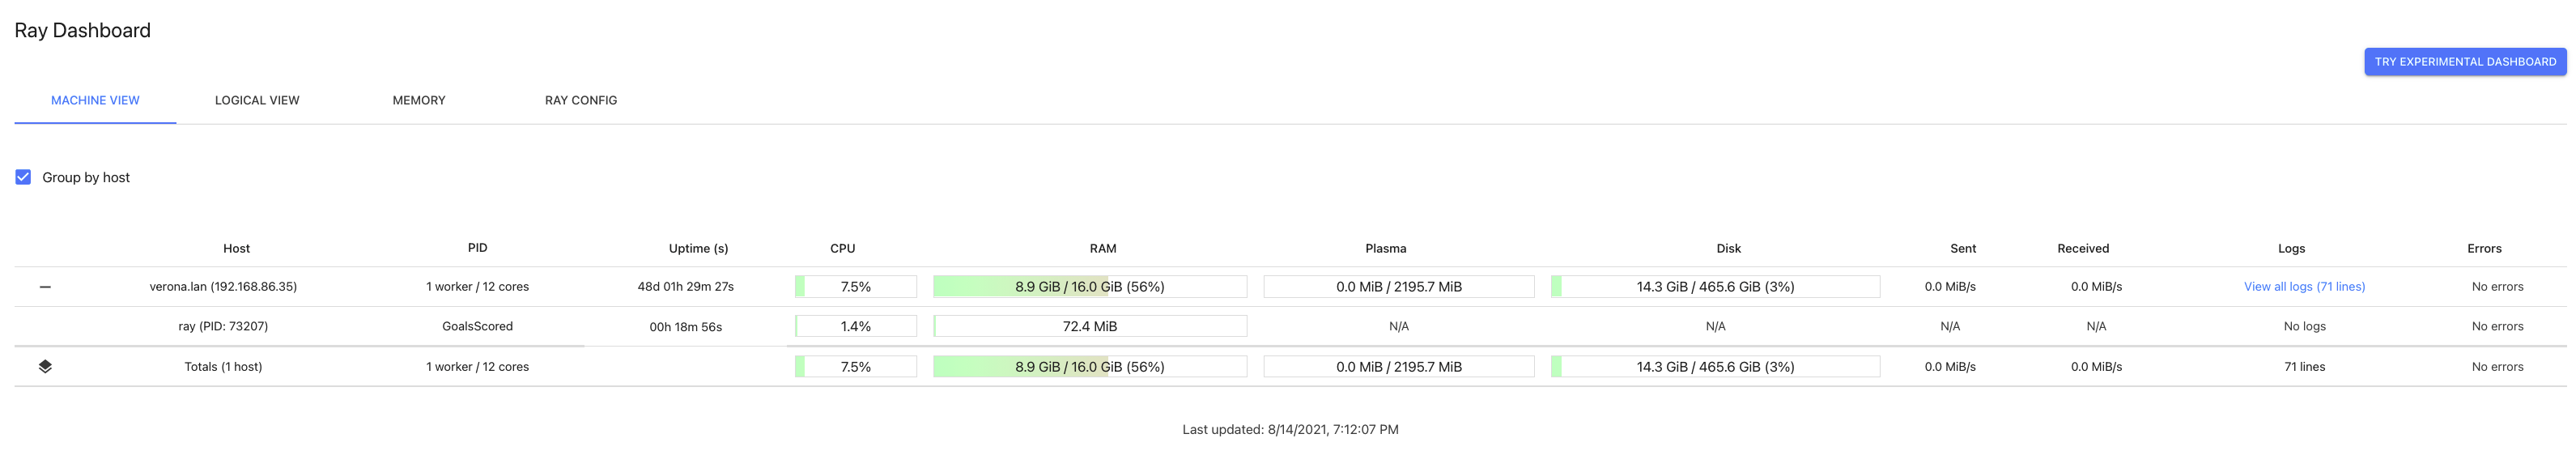 Ray Dashboard
TRY EXPERIMENTAL DASHBOARD
MACHINE VIEW LOGICAL VIEW MEMORY RAY CONFIG
Group by host
Host PID Uptime (s) CPU RAM Plasma Disk Sent Received Logs Errors
verona.lan (192.168.86.35) 1 worker / 12 cores 48d 01h 29m 27s 7.5% 8.9 GiB / 16.0 GiB (56%) 0.0 MiB / 2195.7 MiB 14.3 GiB / 465.6 GiB (3%) 0.0 MiB/s 0.0 MiB/s View all logs (71 lines) No errors
ray (PID: 73207) GoalsScored 00h 18m 56s 1.4% 72.4 MiB N/A N/A N/A N/A No logs No errors
Totals (1 host) 1 worker / 12 cores 7.5% 8.9 GiB / 16.0 GiB (56%) 0.0 MiB / 2195.7 MiB 14.3 GiB / 465.6 GiB (3%) 0.0 MiB/s 0.0 MiB/s 71 lines No errors
Last updated: 8/14/2021, 7:12:07 PM